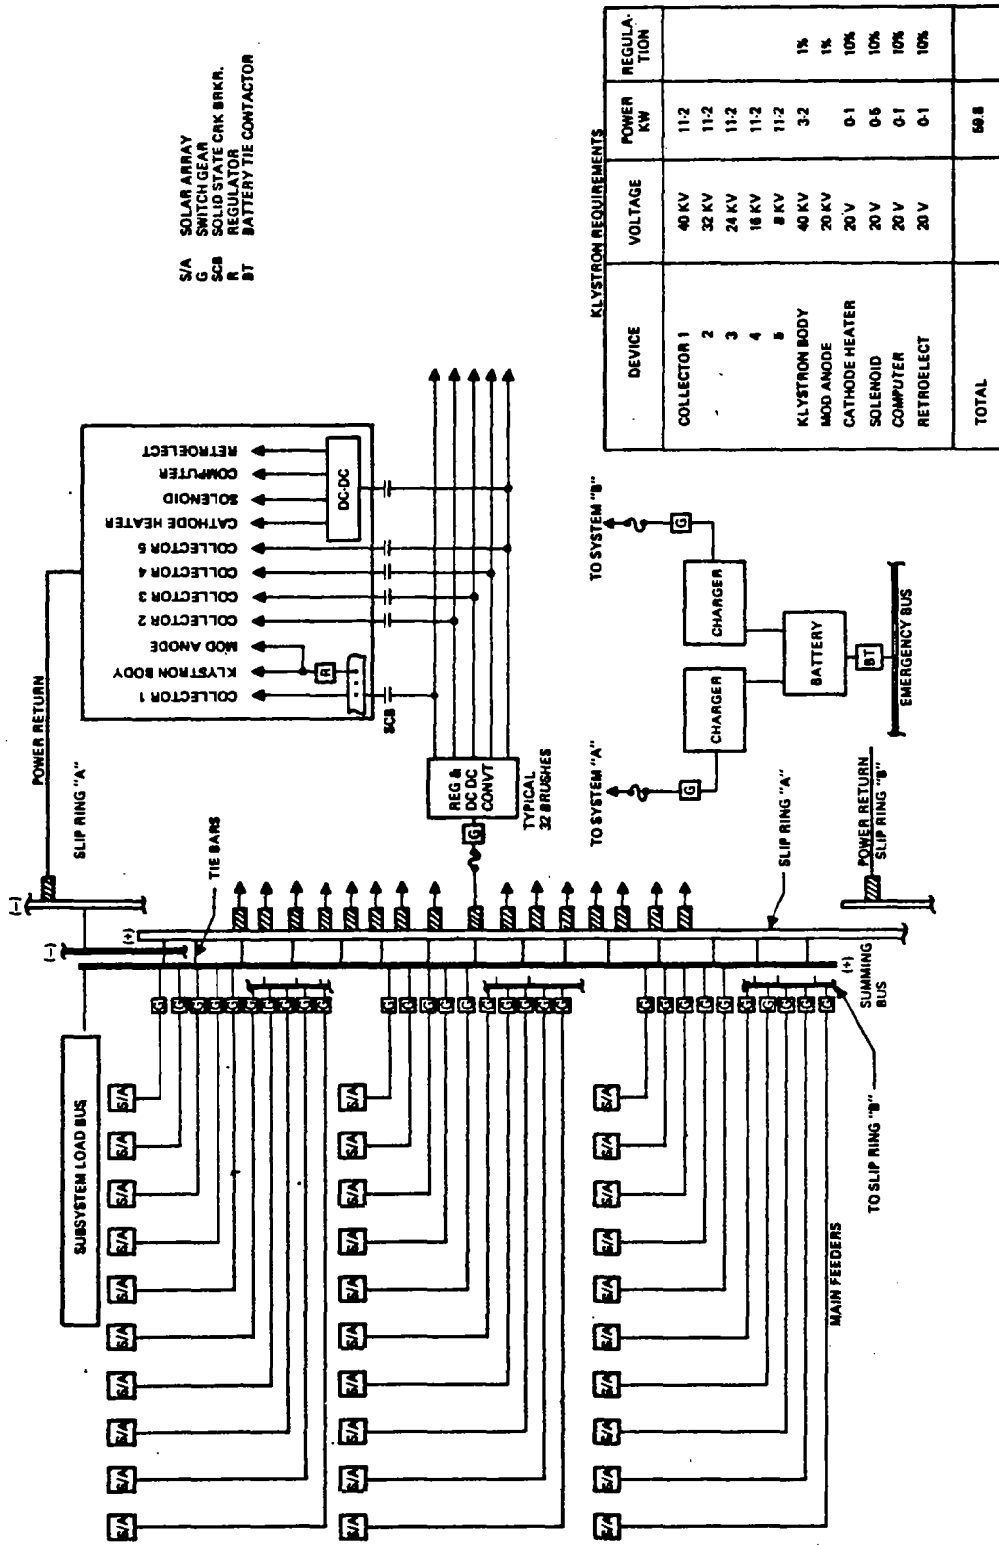 S/A SOLAR ARRAY
G SWITCH GEAR
SCB SOLID STATE CRK BRKR.
R REGULATOR
BT BATTERY TIE CONTACTOR
SUBSYSTEM LOAD BUS
S/A S/A S/A S/A S/A S/A S/A S/A S/A S/A
G G G G G G G G G G
S/A S/A S/A S/A S/A S/A S/A S/A S/A S/A
G G G G G G G G G G
S/A S/A S/A S/A S/A S/A S/A S/A S/A S/A
G G G G G G G G G G
MAIN FEEDERS
TO SLIP RING "B"
SUMMING
BUS
(+)
(-)
(-)
(+)
TIE BARS
SLIP RING "A"
POWER RETURN
SLIP RING "A"
POWER RETURN
SLIP RING "B"
G
REG &
DC DC
CONVT
TYPICAL
32 BRUSHES
SCB
R
COLLECTOR 1
KLYSTRON BODY
MOD ANODE
COLLECTOR 2
COLLECTOR 3
COLLECTOR 4
COLLECTOR 5
CATHODE HEATER
SOLENOID
COMPUTER
RETROELECT
DC-DC
TO SYSTEM "A"
TO SYSTEM "B"
G
G
CHARGER
CHARGER
BATTERY
BT
EMERGENCY BUS
KLYSTRON REQUIREMENTS
DEVICE VOLTAGE POWER KW REGULA-TION
COLLECTOR 1 40 KV 11-2
2 32 KV 11-2
3 24 KV 11-2
4 16 KV 11-2
5 8 KV 11-2
KLYSTRON BODY 40 KV 3-2 1%
MOD ANODE 20 KV 1%
CATHODE HEATER 20 V 0-1 10%
SOLENOID 20 V 0-5 10%
COMPUTER 20 V 0-1 10%
RETROELECT 20 V 0-1 10%
TOTAL